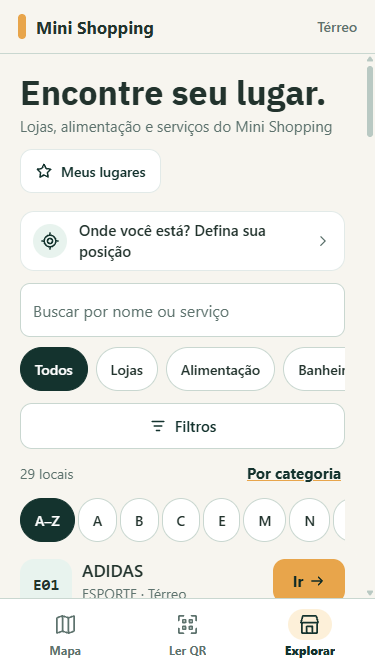 Mini Shopping
Térreo
Encontre seu lugar.
Lojas, alimentação e serviços do Mini Shopping
Meus lugares
Onde você está? Defina sua
posição
Buscar por nome ou serviço
Todos
Lojas
Alimentação
Banheir
Filtros
29 locais
Por categoria
A–Z
A
B
C
E
M
N
E01
ADIDAS
ESPORTE · Térreo
Ir →
Mapa
Ler QR
Explorar